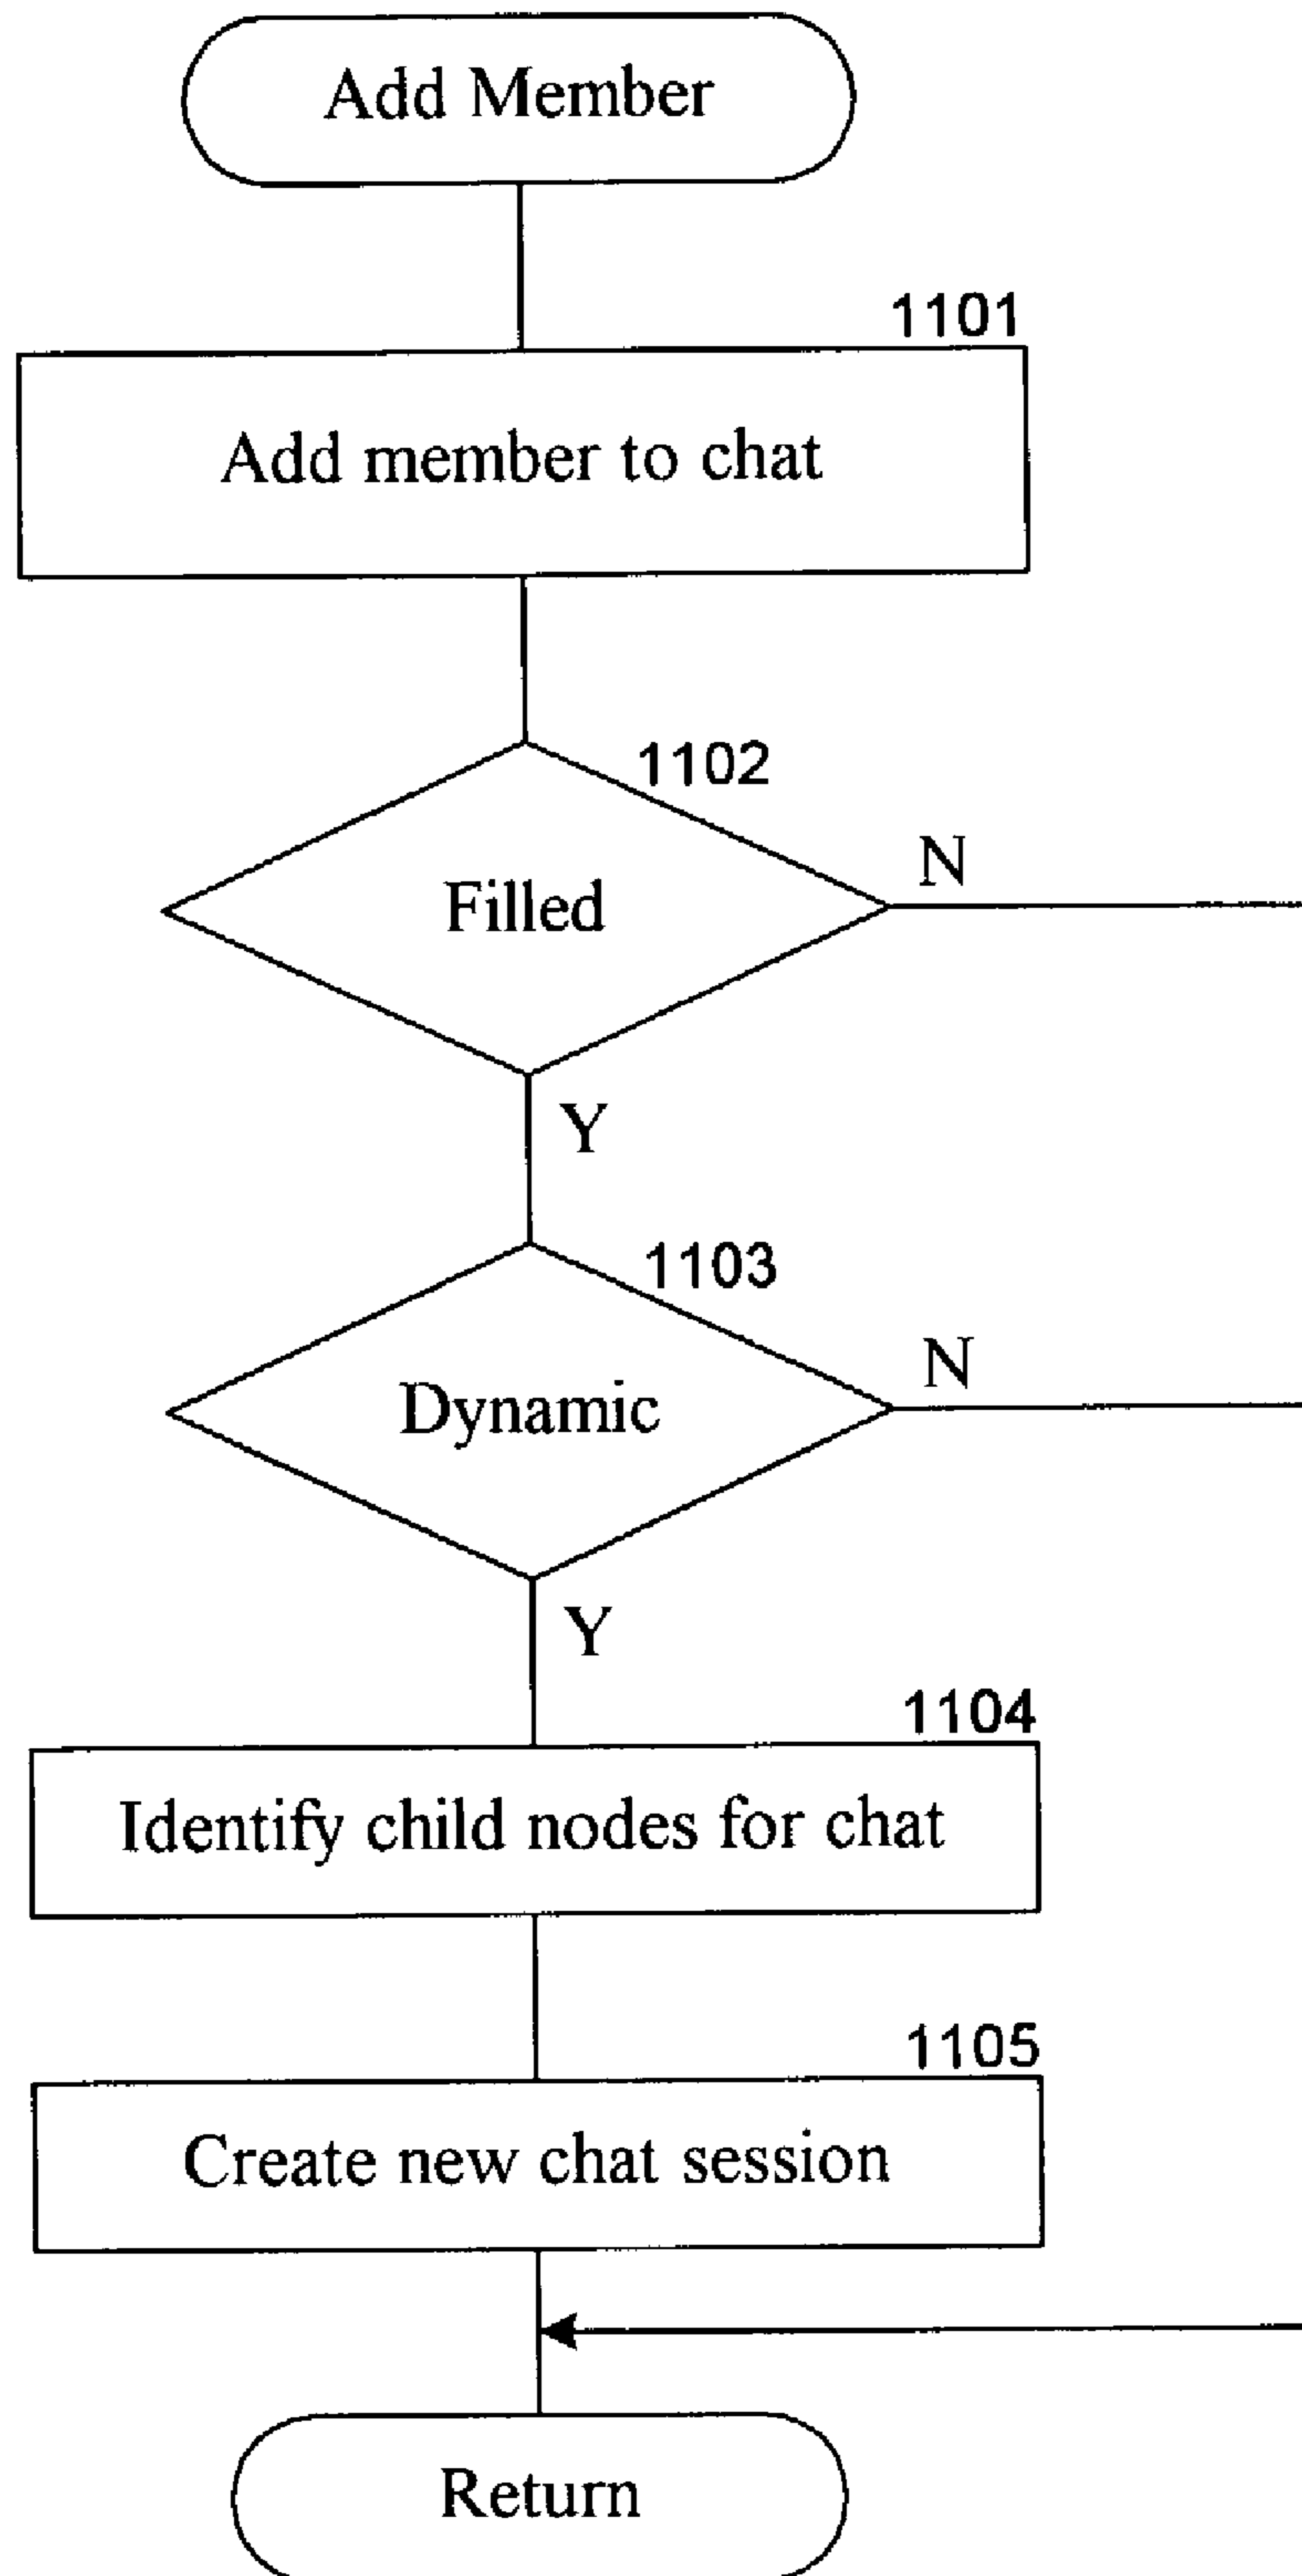 Add Member
1101
Add member to chat
1102
Filled
N
Y
1103
Dynamic
N
Y
1104
Identify child nodes for chat
1105
Create new chat session
Return